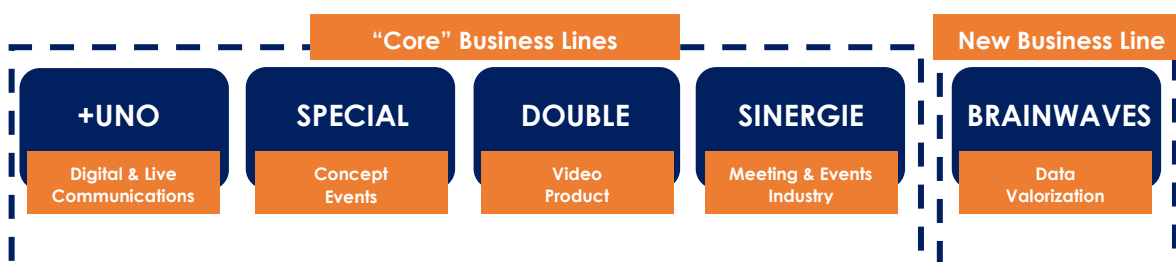 “Core” Business Lines
New Business Line
+UNO
SPECIAL
DOUBLE
SINERGIE
BRAINWAVES
Digital & Live
Communications
Concept
Events
Video
Product
Meeting & Events
Industry
Data
Valorization